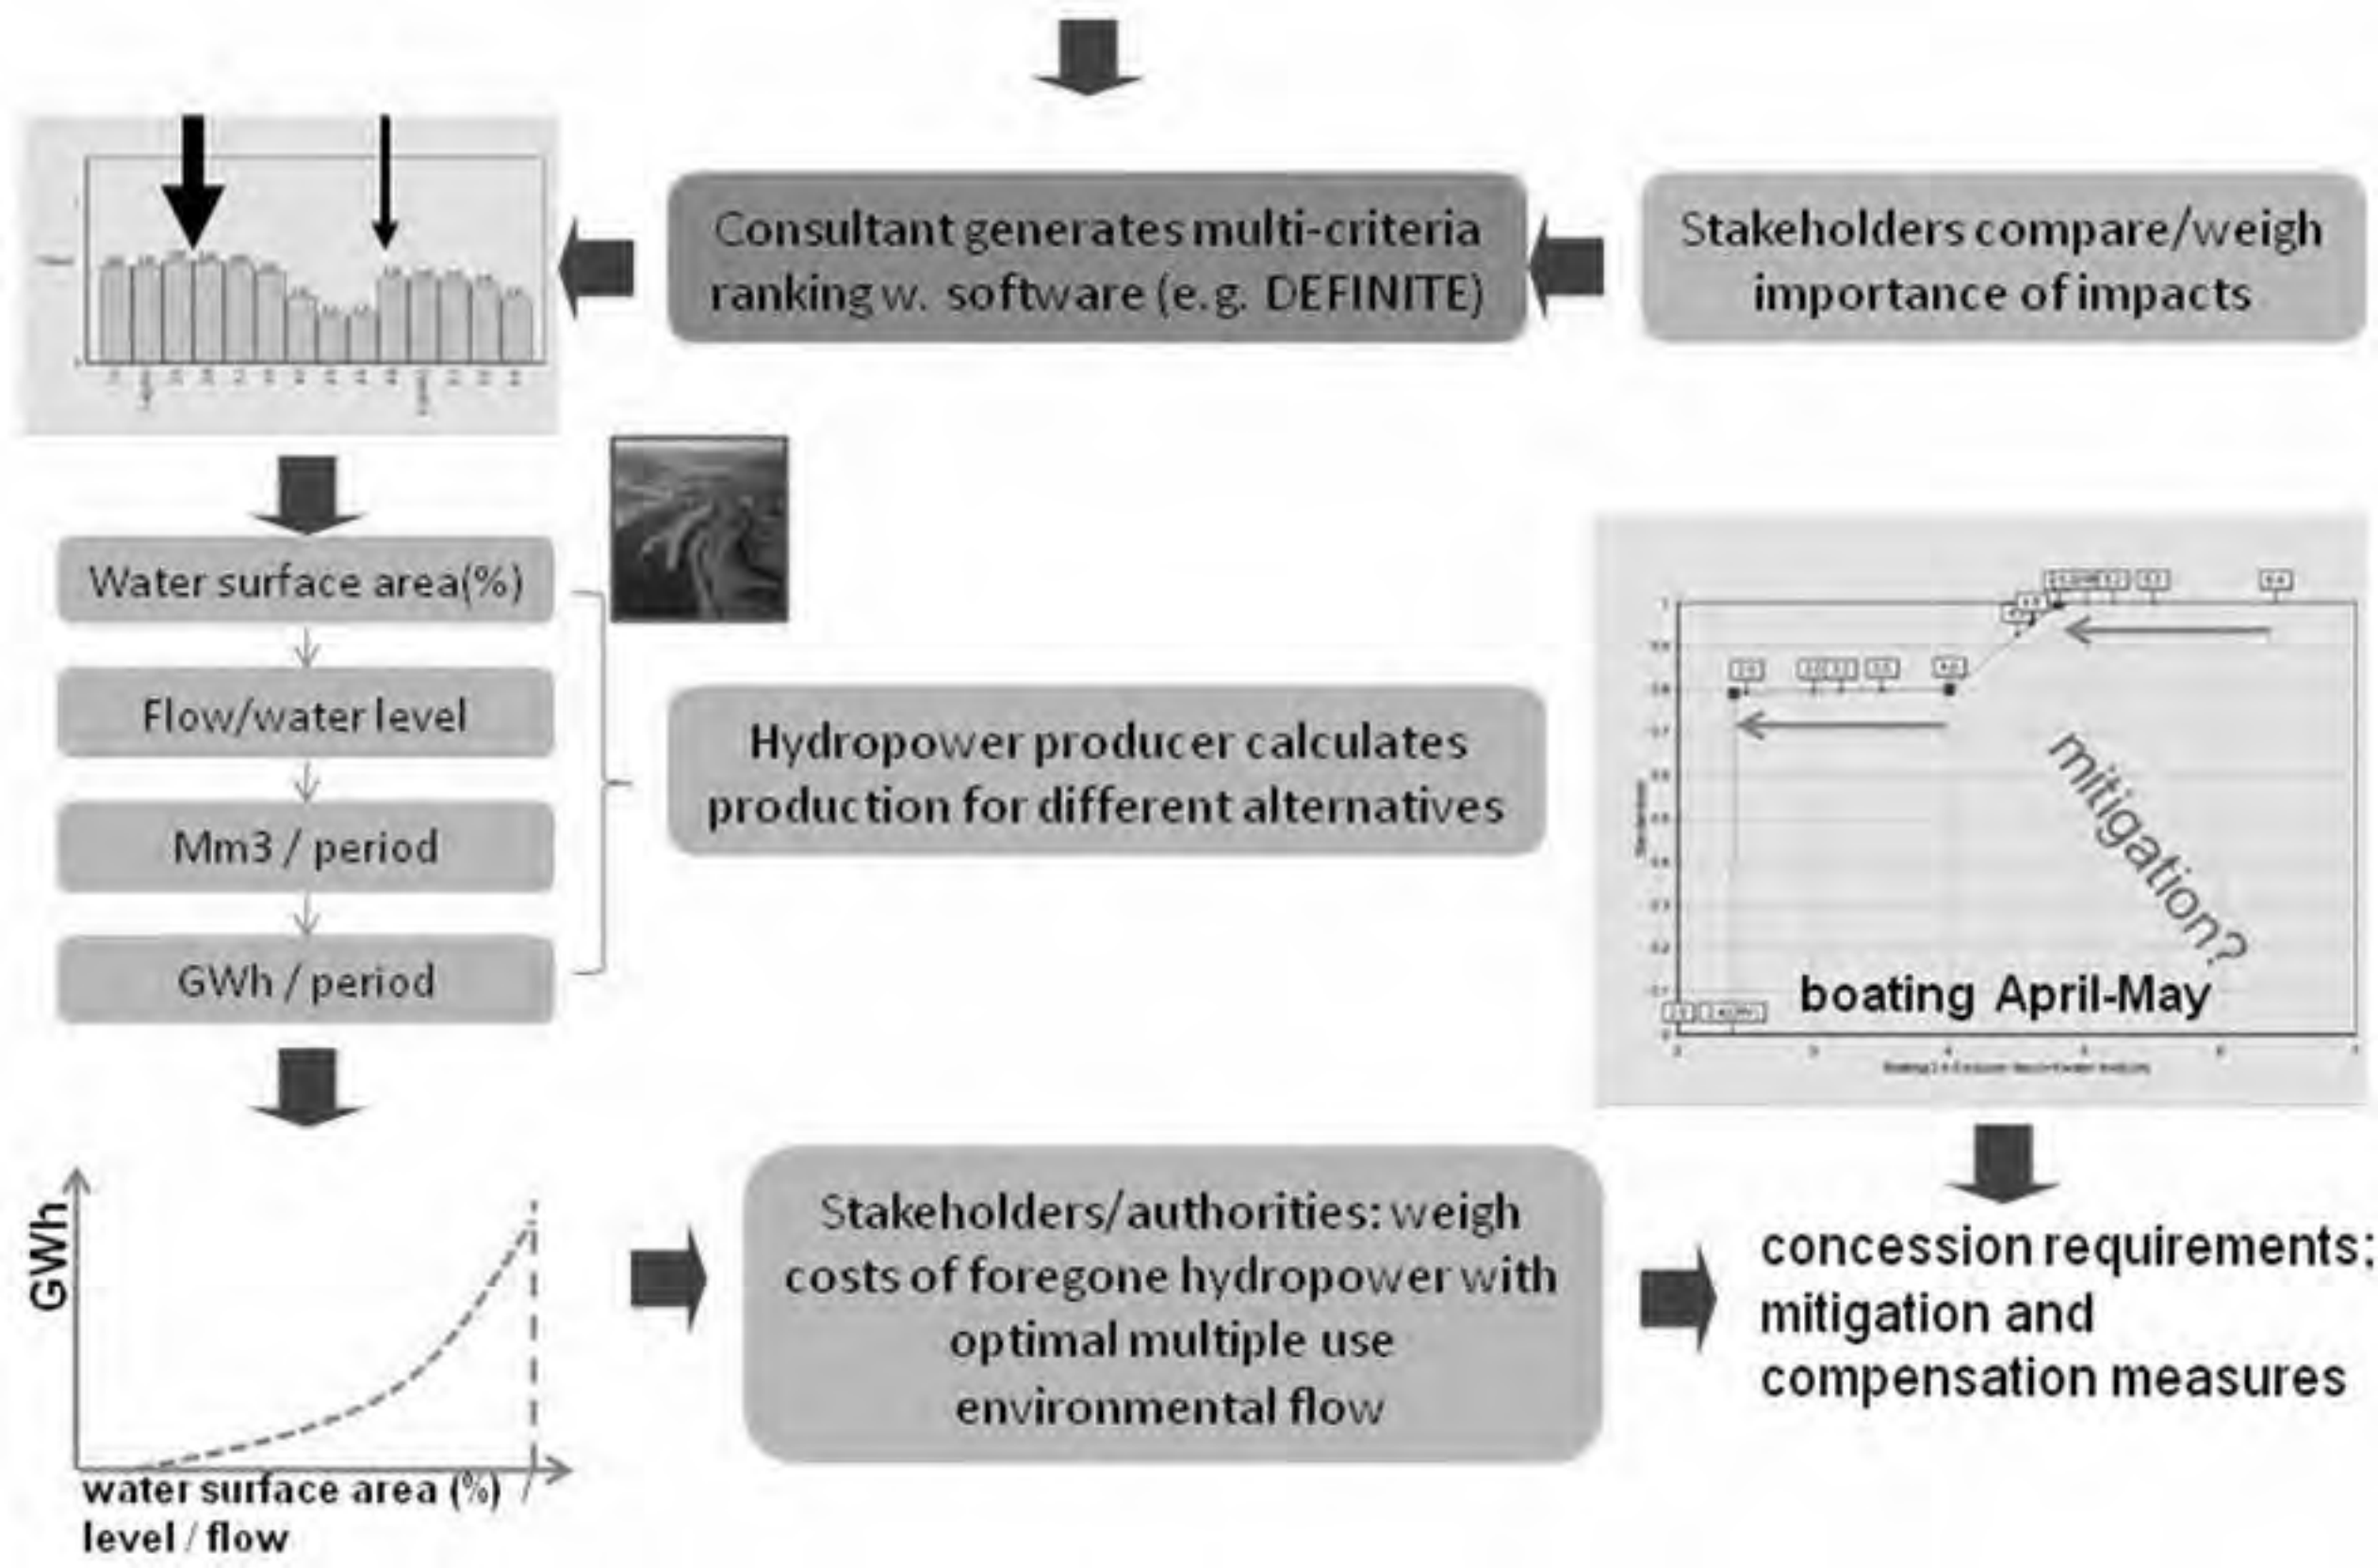 Consultant generates multi-criteria
ranking w. software (e.g. DEFINITE)
Stakeholders compare/weigh
importance of impacts
Water surface area(%)
Flow/water level
Mm3 / period
GWh / period
Hydropower producer calculates
production for different alternatives
mitigation?
boating April-May
GWh
water surface area (%) /
level / flow
Stakeholders/authorities: weigh
costs of foregone hydropower with
optimal multiple use
environmental flow
concession requirements;
mitigation and
compensation measures